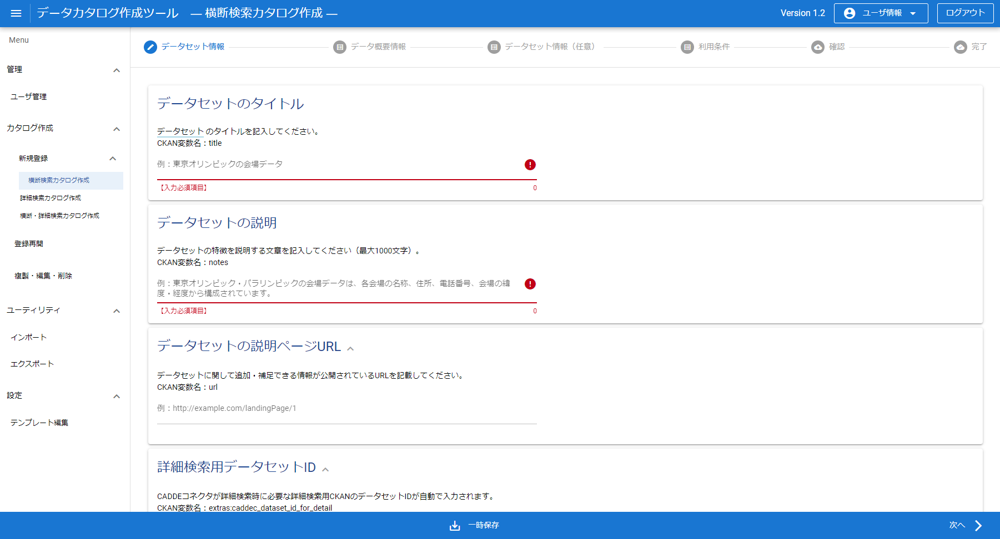 データカタログ作成ツール ― 横断検索カタログ作成 ―
Version 1.2
ユーザ情報
ログアウト
Menu
管理
ユーザ管理
カタログ作成
新規登録
横断検索カタログ作成
詳細検索カタログ作成
横断・詳細検索カタログ作成
登録再開
複製・編集・削除
ユーティリティ
インポート
エクスポート
設定
テンプレート編集
データセット情報
データ概要情報
データセット情報（任意）
利用条件
確認
完了
データセットのタイトル
データセット のタイトルを記入してください。
CKAN変数名：title
例：東京オリンピックの会場データ
【入力必須項目】
0
データセットの説明
データセットの特徴を説明する文章を記入してください（最大1000文字）。
CKAN変数名：notes
例：東京オリンピック・パラリンピックの会場データは、各会場の名称、住所、電話番号、会場の緯
度・経度から構成されています。
【入力必須項目】
0
データセットの説明ページURL
データセットに関して追加・補足できる情報が公開されているURLを記載してください。
CKAN変数名：url
例：http://example.com/landingPage/1
詳細検索用データセットID
CADDEコネクタが詳細検索時に必要な詳細検索用CKANのデータセットIDが自動で入力されます。
CKAN変数名：extras:caddec_dataset_id_for_detail
一時保存
次へ